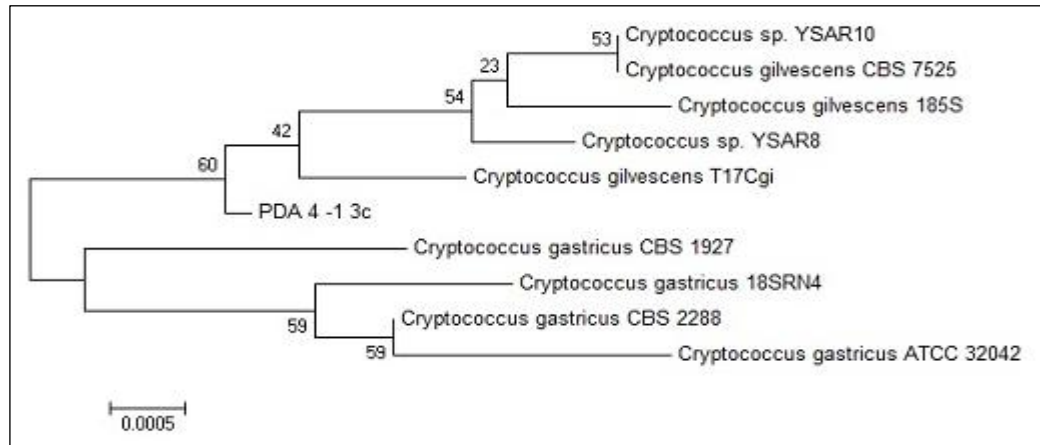 Cryptococcus sp. YSAR10
53
Cryptococcus gilvescens CBS 7525
23
Cryptococcus gilvescens 185S
54
Cryptococcus sp. YSAR8
42
Cryptococcus gilvescens T17Cgi
60
PDA 4 -1 3c
Cryptococcus gastricus CBS 1927
Cryptococcus gastricus 18SRN4
59
Cryptococcus gastricus CBS 2288
59
Cryptococcus gastricus ATCC 32042
0.0005